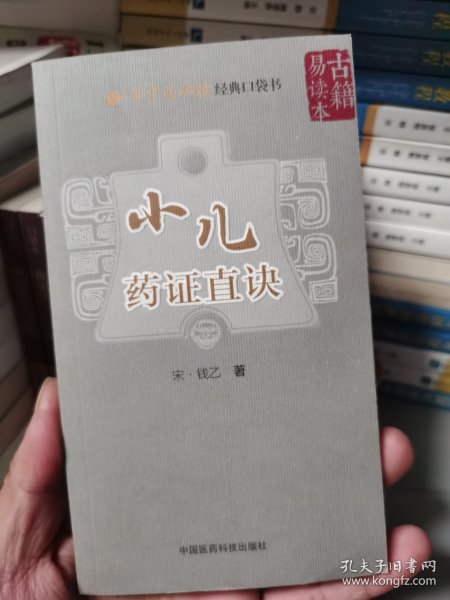 经典口袋书
古籍
易读本
小儿
药证直诀
宋·钱乙 著
中国医药科技出版社
孔夫子旧书网
www.kongfz.com